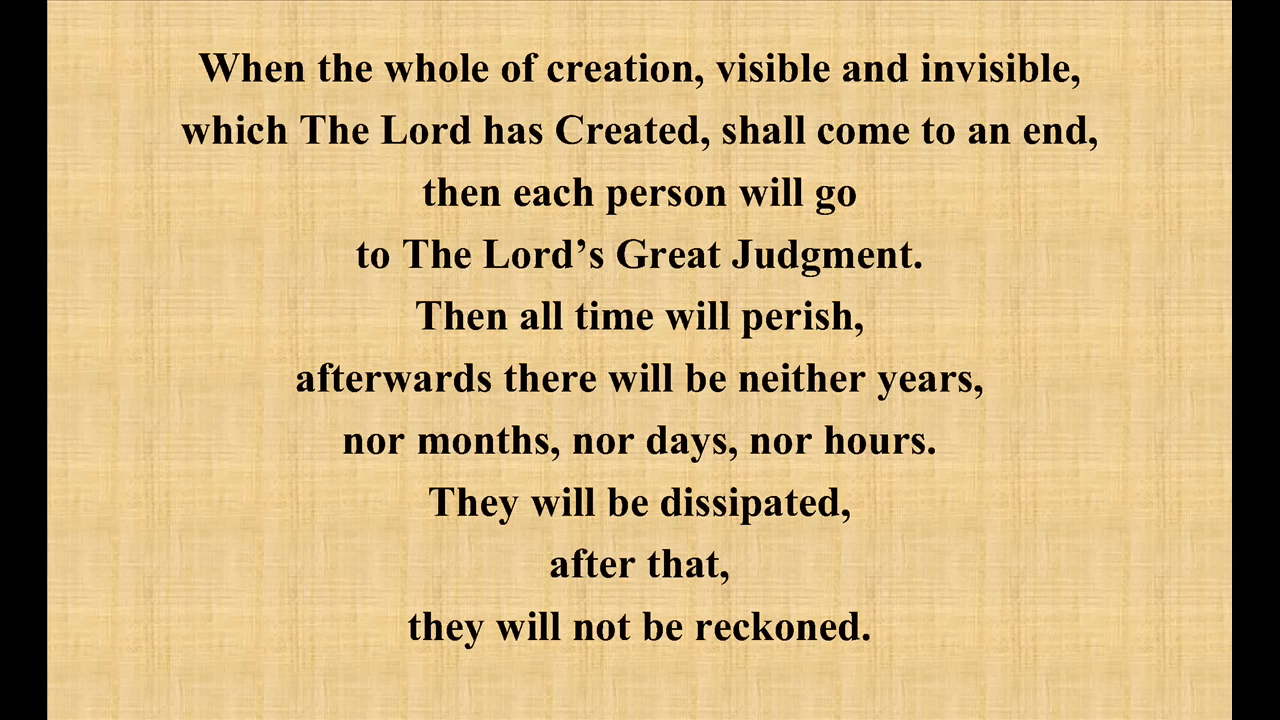 When the whole of creation, visible and invisible,
which The Lord has Created, shall come to an end,
then each person will go
to The Lord’s Great Judgment.
Then all time will perish,
afterwards there will be neither years,
nor months, nor days, nor hours.
They will be dissipated,
after that,
they will not be reckoned.